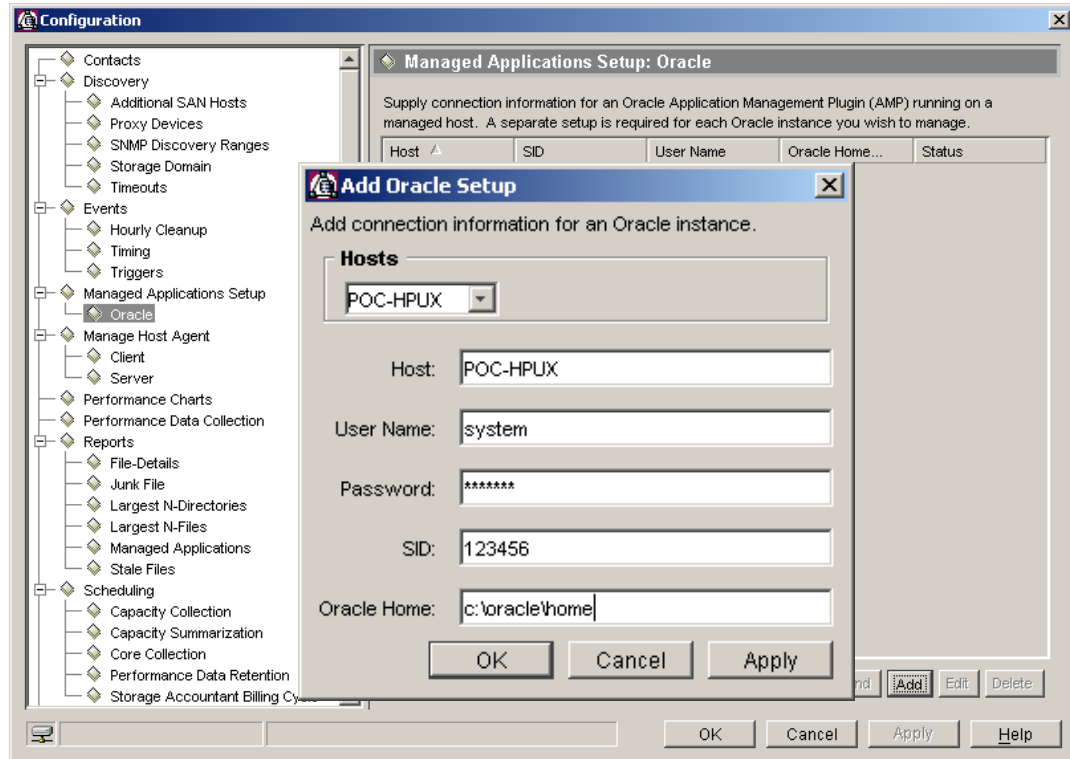 Configuration
Contacts
Discovery
Additional SAN Hosts
Proxy Devices
SNMP Discovery Ranges
Storage Domain
Timeouts
Events
Hourly Cleanup
Timing
Triggers
Managed Applications Setup
Oracle
Manage Host Agent
Client
Server
Performance Charts
Performance Data Collection
Reports
File-Details
Junk File
Largest N-Directories
Largest N-Files
Managed Applications
Stale Files
Scheduling
Capacity Collection
Capacity Summarization
Core Collection
Performance Data Retention
Storage Accountant Billing
Managed Applications Setup: Oracle
Supply connection information for an Oracle Application Management Plugin (AMP) running on a
managed host. A separate setup is required for each Oracle instance you wish to manage.
Host SID User Name Oracle Home... Status
Add Oracle Setup
Add connection information for an Oracle instance.
Hosts
POC-HPUX
Host: POC-HPUX
User Name: system
Password: *******
SID: 123456
Oracle Home: c:\oracle\home
OK Cancel Apply
Add Edit Delete
OK Cancel Apply Help